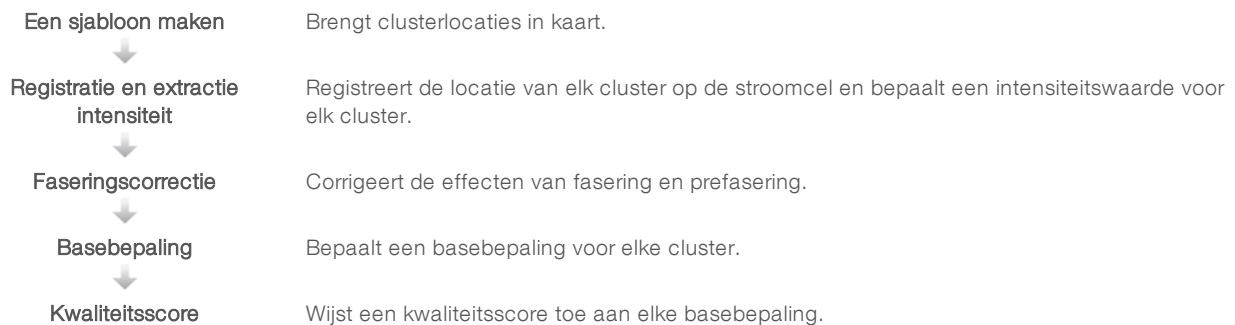 Een sjabloon maken
Brengt clusterlocaties in kaart.
Registratie en extractie
intensiteit
Registreert de locatie van elk cluster op de stroomcel en bepaalt een intensiteitswaarde voor
elk cluster.
Faseringscorrectie
Corrigeert de effecten van fasering en prefasering.
Basebepaling
Bepaalt een basebepaling voor elke cluster.
Kwaliteitsscore
Wijst een kwaliteitsscore toe aan elke basebepaling.